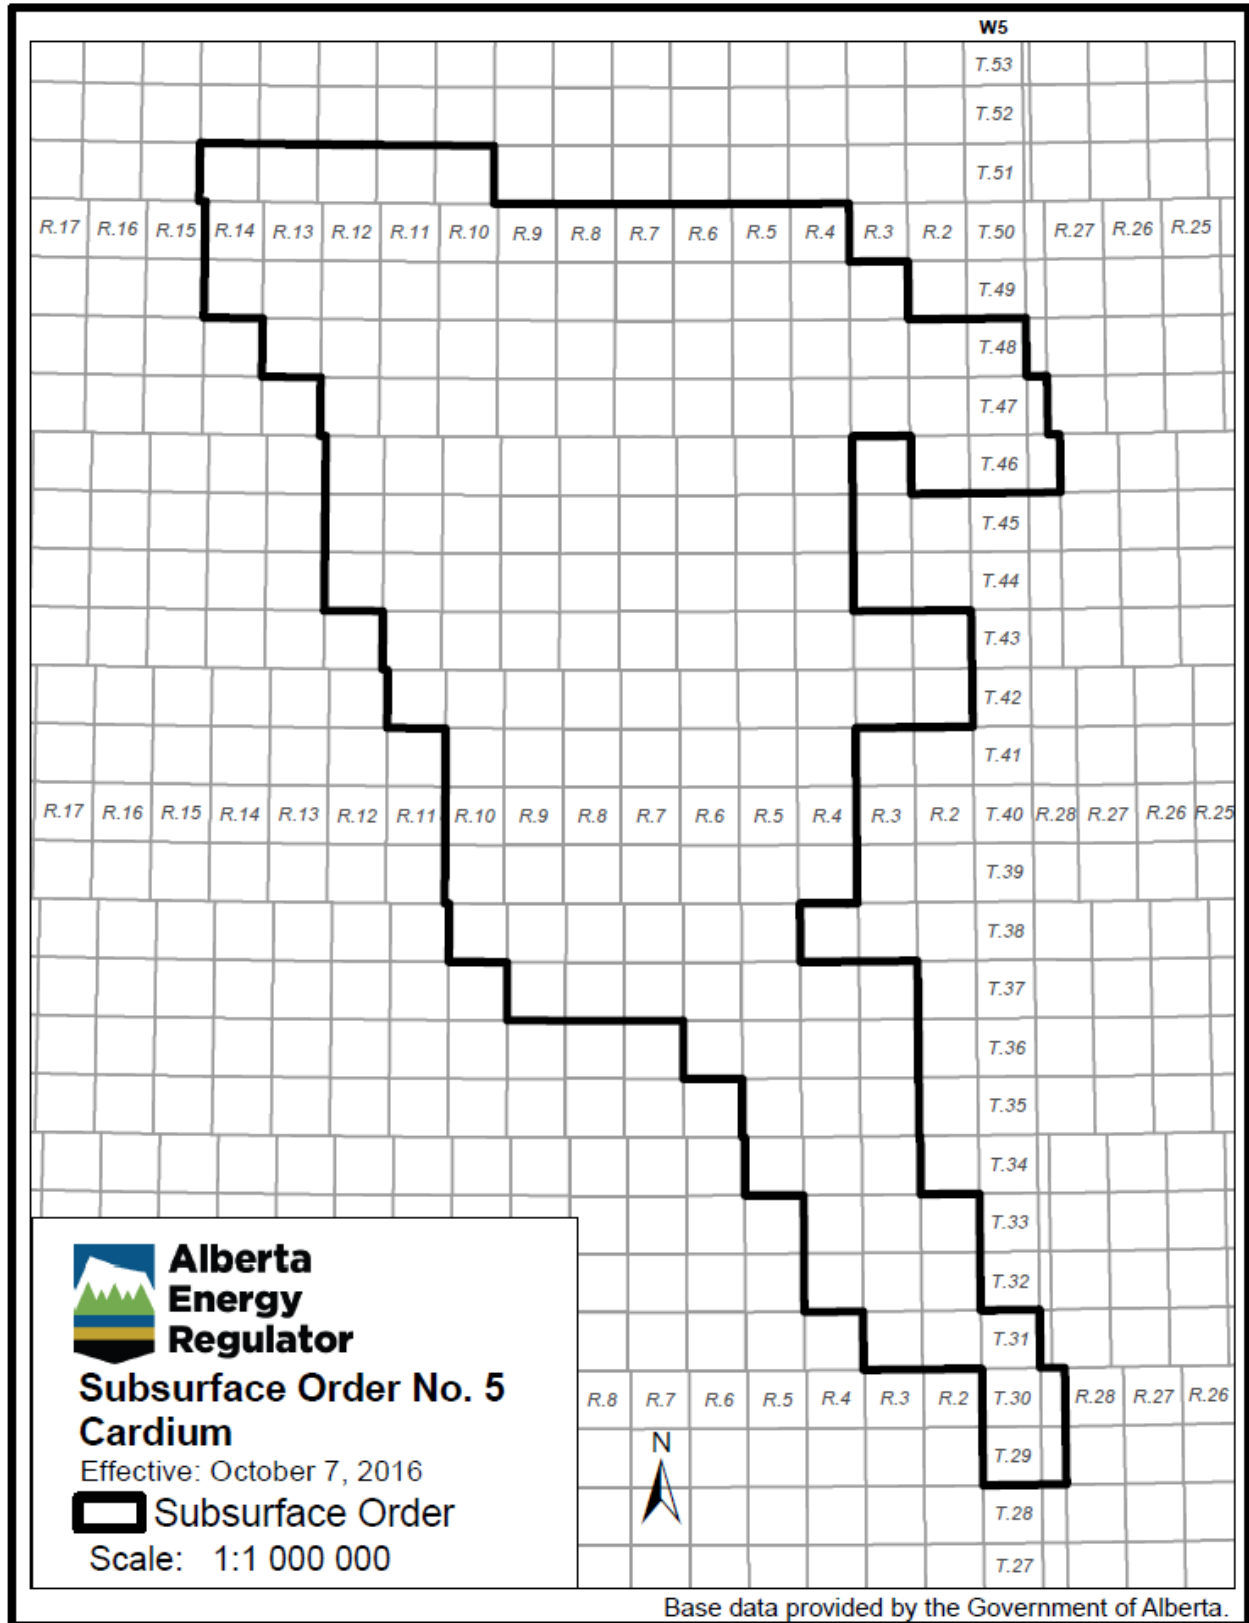 W5
T.53
T.52
T.51
R.17 R.16 R.15 R.14 R.13 R.12 R.11 R.10 R.9 R.8 R.7 R.6 R.5 R.4 R.3 R.2 T.50 R.27 R.26 R.25
T.49
T.48
T.47
T.46
T.45
T.44
T.43
T.42
T.41
R.17 R.16 R.15 R.14 R.13 R.12 R.11 R.10 R.9 R.8 R.7 R.6 R.5 R.4 R.3 R.2 T.40 R.28 R.27 R.26 R.25
T.39
T.38
T.37
T.36
T.35
T.34
T.33
T.32
T.31
R.8 R.7 R.6 R.5 R.4 R.3 R.2 T.30 R.28 R.27 R.26
T.29
T.28
T.27
Alberta
Energy
Regulator
Subsurface Order No. 5
Cardium
Effective: October 7, 2016
Subsurface Order
Scale: 1:1 000 000
N
Base data provided by the Government of Alberta.